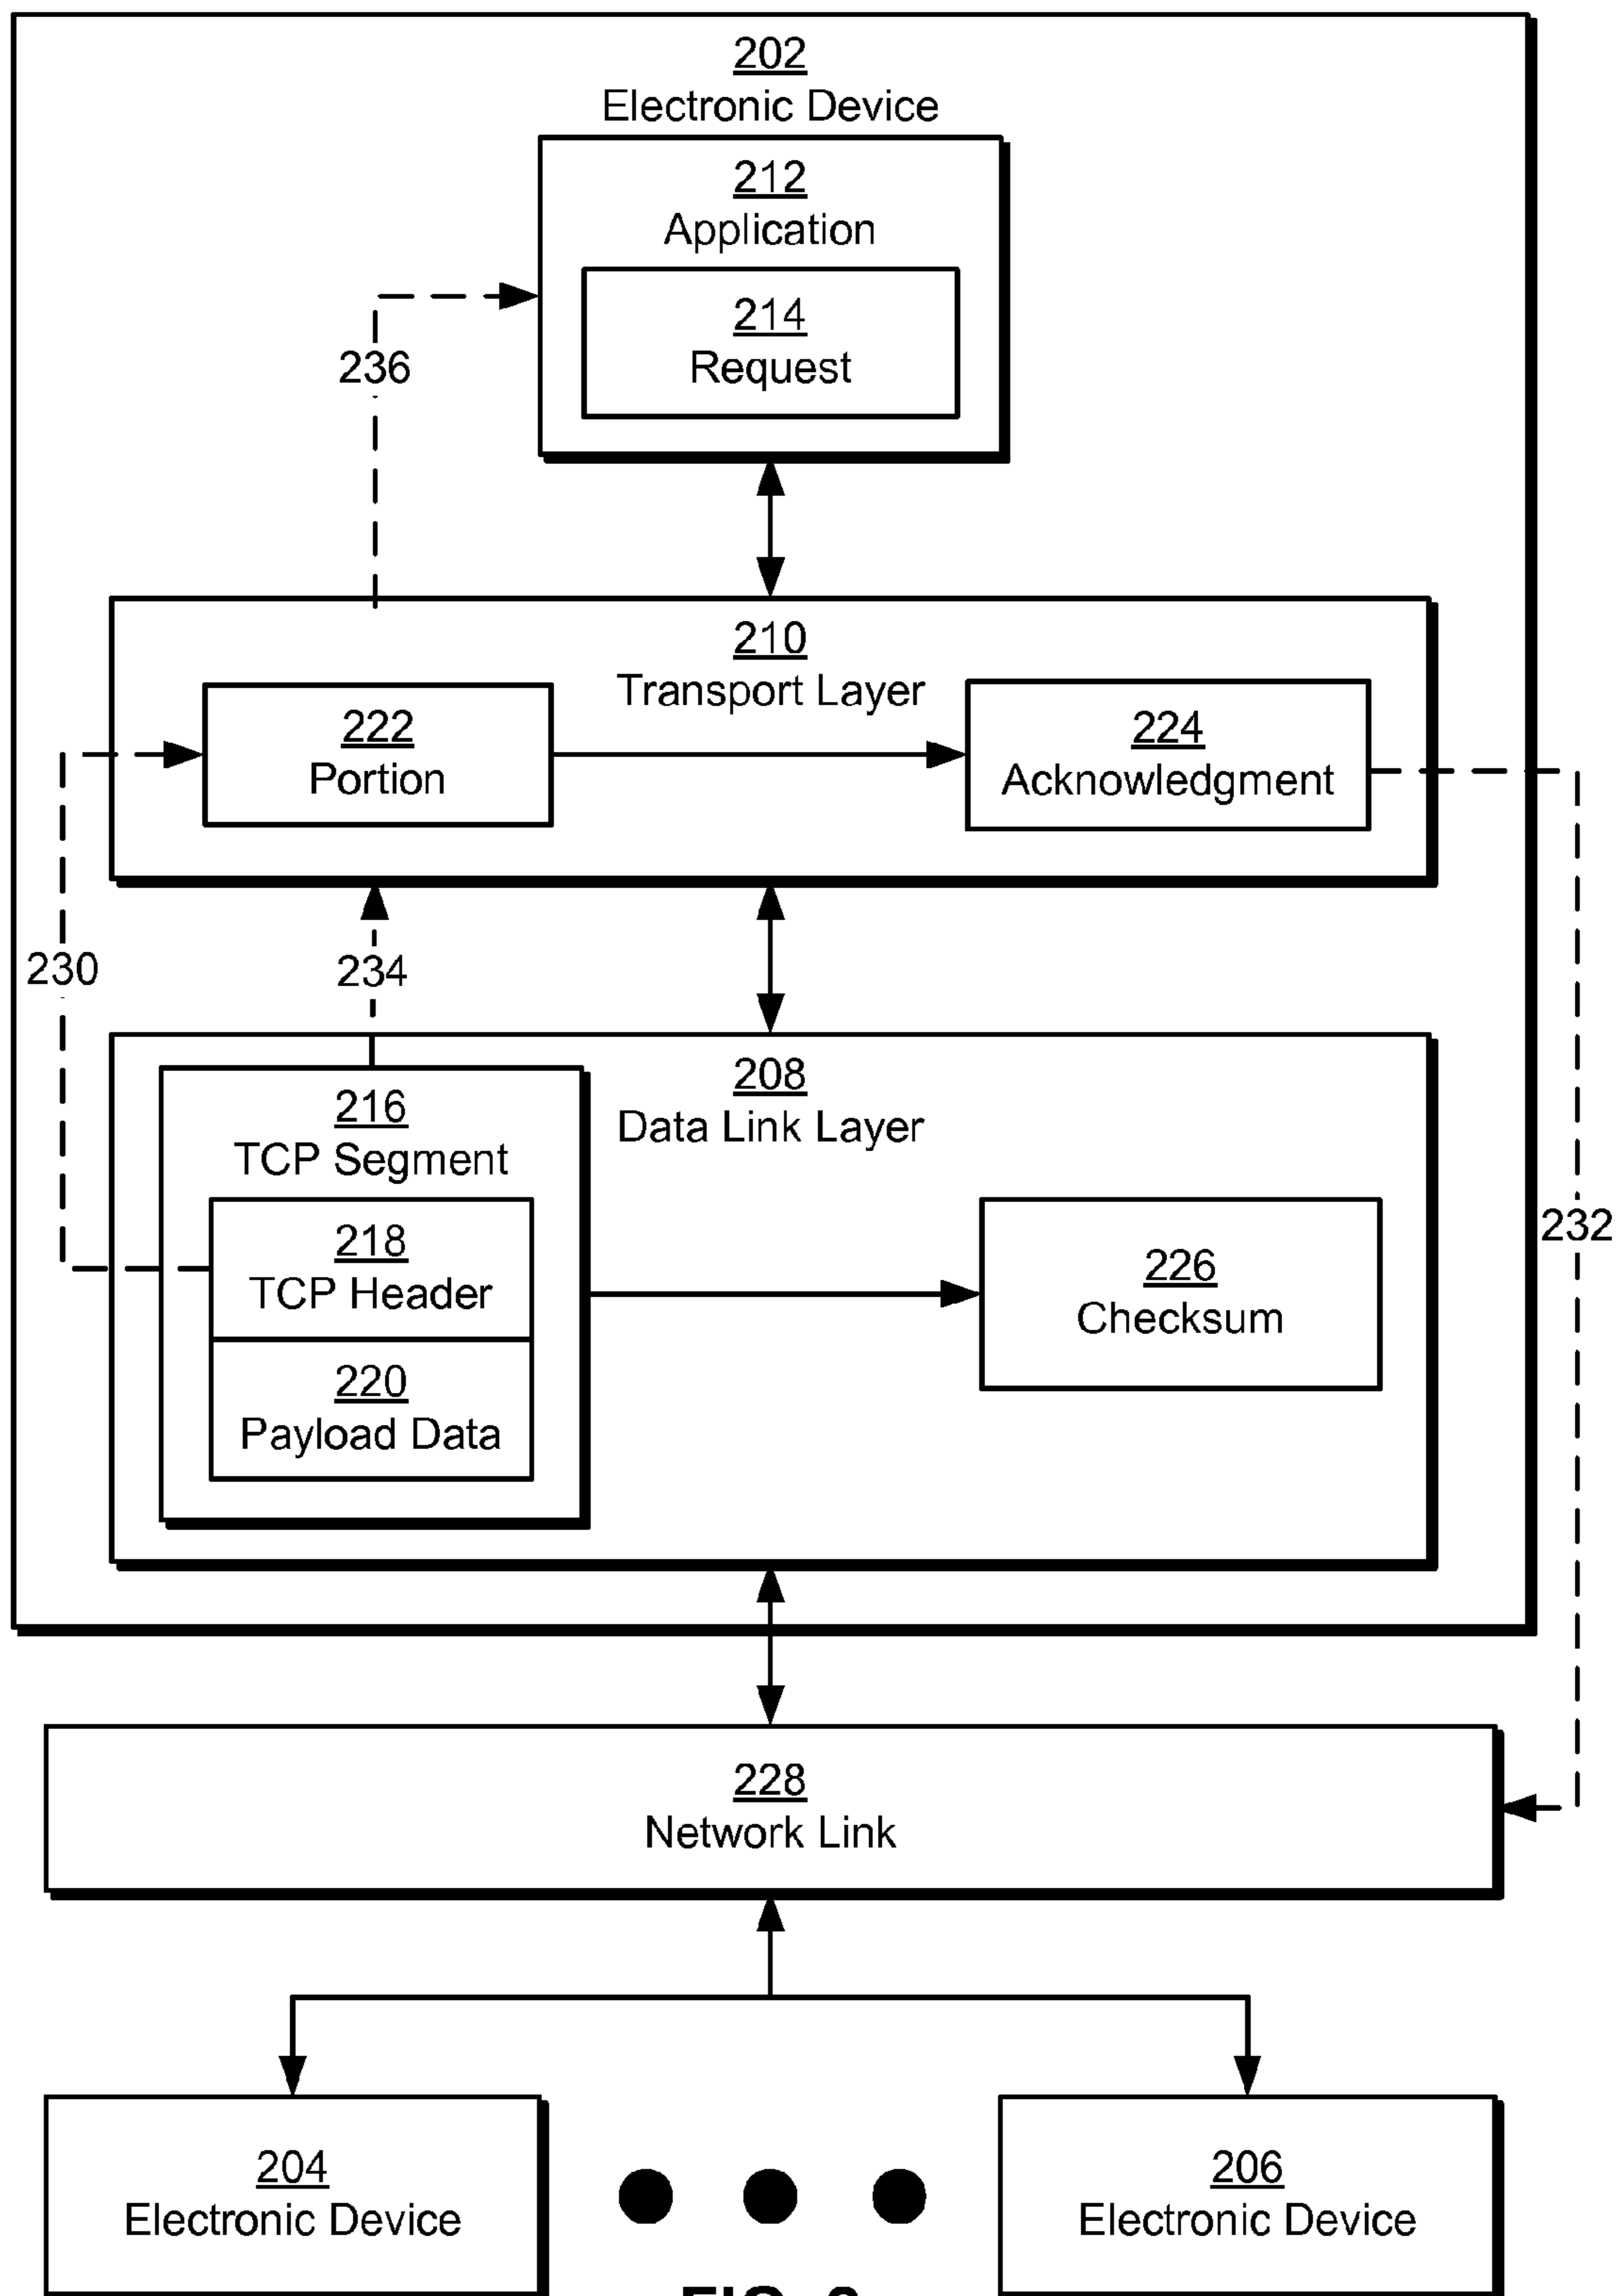 202
Electronic Device
212
Application
214
Request
236
210
Transport Layer
222
Portion
224
Acknowledgment
230
234
208
Data Link Layer
216
TCP Segment
218
TCP Header
220
Payload Data
226
Checksum
232
228
Network Link
204
Electronic Device
206
Electronic Device